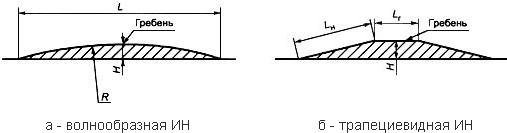 L
Гребень
H
R
Lн
Lг
Гребень
H
а - волнообразная ИН
б - трапециевидная ИН